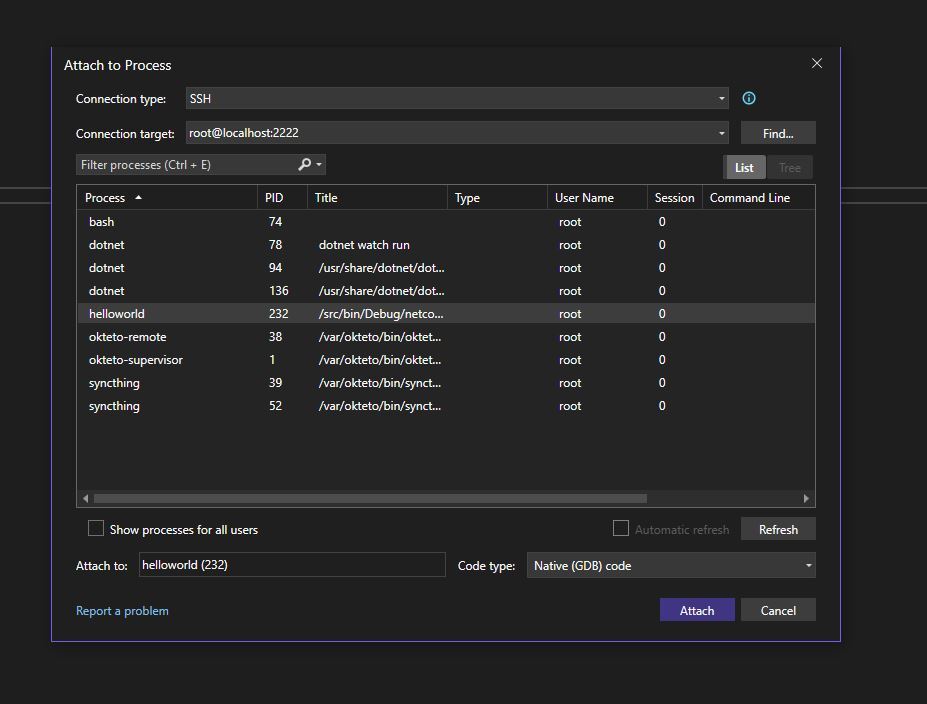 Attach to Process
Connection type: SSH
Connection target: root@localhost:2222 Find...
Filter processes (Ctrl + E) List Tree
Process PID Title Type User Name Session Command Line
bash 74 root 0
dotnet 78 dotnet watch run root 0
dotnet 94 /usr/share/dotnet/dot... root 0
dotnet 136 /usr/share/dotnet/dot... root 0
helloworld 232 /src/bin/Debug/netco... root 0
okteto-remote 38 /var/okteto/bin/oktet... root 0
okteto-supervisor 1 /var/okteto/bin/oktet... root 0
syncthing 39 /var/okteto/bin/synct... root 0
syncthing 52 /var/okteto/bin/synct... root 0
Show processes for all users Automatic refresh Refresh
Attach to: helloworld (232) Code type: Native (GDB) code
Report a problem Attach Cancel